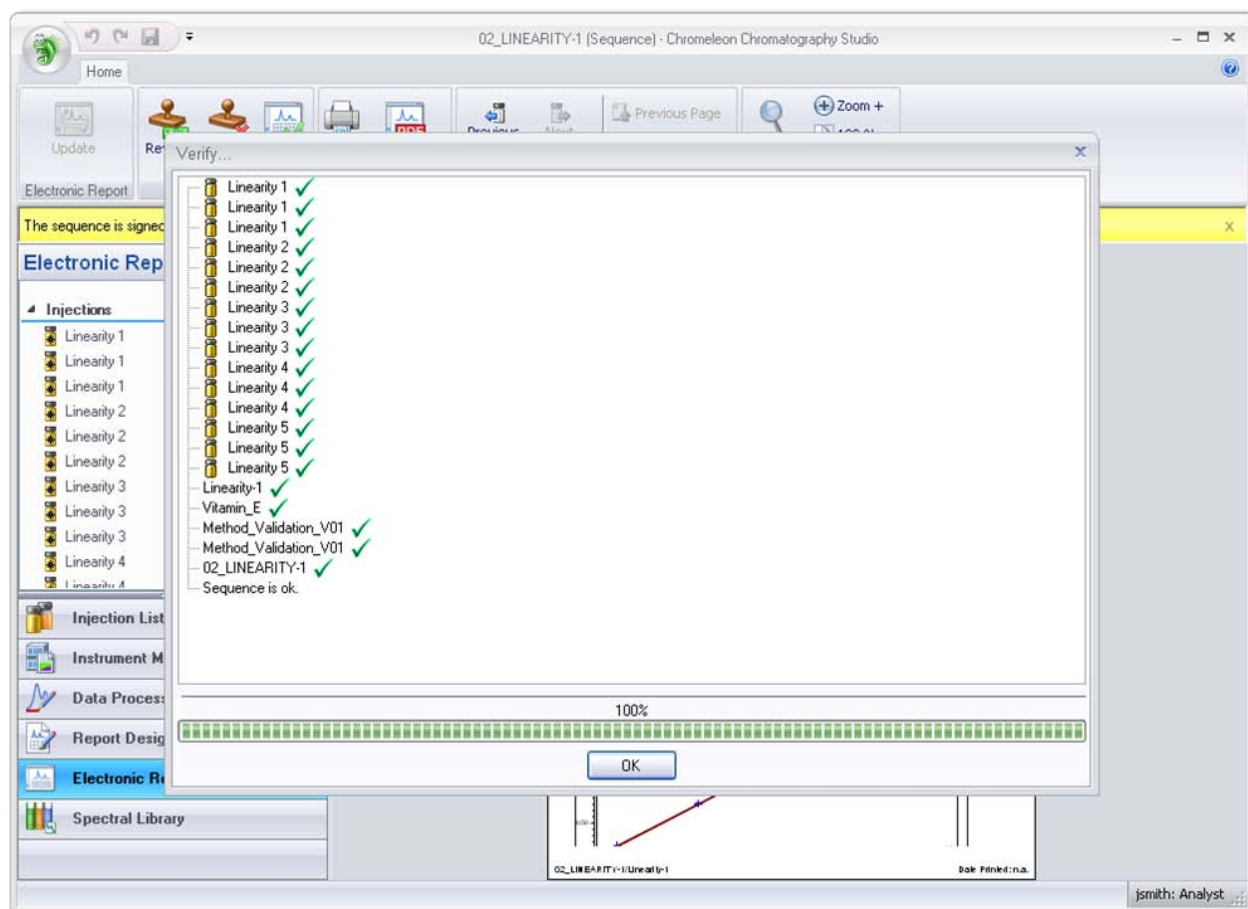 02_LINEARITY-1 (Sequence) - Chromeleon Chromatography Studio
Home
Zoom +
Previous Page
Update
Electronic Report
Verify...
The sequence is signed
Electronic Rep
Injections
Linearity 1
Linearity 1
Linearity 1
Linearity 2
Linearity 2
Linearity 2
Linearity 3
Linearity 3
Linearity 3
Linearity 4
Linearity 4
Injection List
Instrument M
Data Process
Report Desig
Electronic Re
Spectral Library
Linearity 1
Linearity 1
Linearity 1
Linearity 2
Linearity 2
Linearity 2
Linearity 3
Linearity 3
Linearity 3
Linearity 4
Linearity 4
Linearity 4
Linearity 5
Linearity 5
Linearity 5
Linearity-1
Vitamin_E
Method_Validation_V01
Method_Validation_V01
02_LINEARITY-1
Sequence is ok.
100%
OK
02_LINEARITY-1/Linearity-1
Date Printed: n.a.
jsmith: Analyst